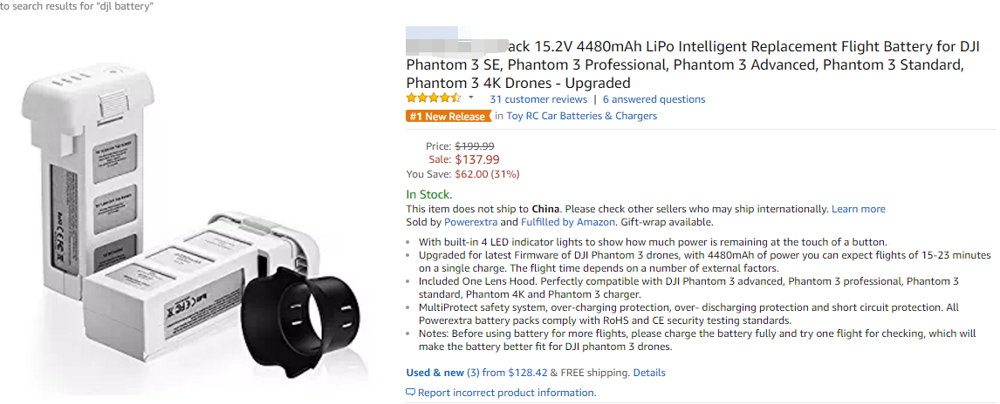 to search results for "djl battery"
ack 15.2V 4480mAh LiPo Intelligent Replacement Flight Battery for DJI
Phantom 3 SE, Phantom 3 Professional, Phantom 3 Advanced, Phantom 3 Standard,
Phantom 3 4K Drones - Upgraded
31 customer reviews | 6 answered questions
#1 New Release in Toy RC Car Batteries & Chargers
Price: $199.99
Sale: $137.99
You Save: $62.00 (31%)
In Stock.
This item does not ship to China. Please check other sellers who may ship internationally. Learn more
Sold by Powerextra and Fulfilled by Amazon. Gift-wrap available.
With built-in 4 LED indicator lights to show how much power is remaining at the touch of a button.
Upgraded for latest Firmware of DJI Phantom 3 drones, with 4480mAh of power you can expect flights of 15-23 minutes
on a single charge. The flight time depends on a number of external factors.
Included One Lens Hood. Perfectly compatible with DJI Phantom 3 advanced, Phantom 3 professional, Phantom 3
standard, Phantom 4K and Phantom 3 charger.
MultiProtect safety system, over-charging protection, over- discharging protection and short circuit protection. All
Powerextra battery packs comply with RoHS and CE security testing standards.
Notes: Before using battery for more flights, please charge the battery fully and try one flight for checking, which will
make the battery better fit for DJI phantom 3 drones.
Used & new (3) from $128.42 & FREE shipping. Details
Report incorrect product information.